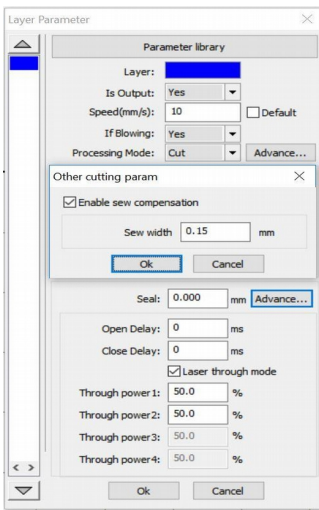 Layer Parameter
Parameter library
Layer:
Is Output: Yes
Speed(mm/s): 10 Default
If Blowing: Yes
Processing Mode: Cut Advance...
Other cutting param
Enable sew compensation
Sew width 0.15 mm
Ok Cancel
Seal: 0.000 mm Advance...
Open Delay: 0 ms
Close Delay: 0 ms
Laser through mode
Through power1: 50.0 %
Through power2: 50.0 %
Through power3: 50.0 %
Through power4: 50.0 %
Ok Cancel